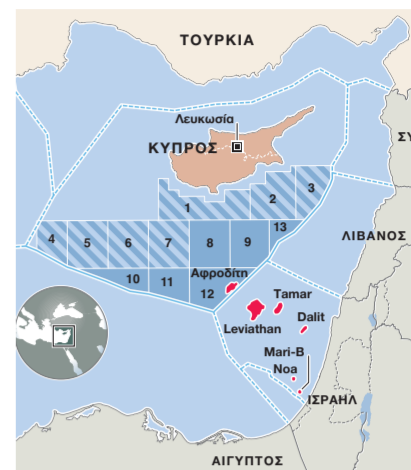 ΤΟΥΡΚΙΑ
Λευκωσία
ΚΥΠΡΟΣ
ΣΥ
3
2
1
13
4
5
6
7
8
9
ΛΙΒΑΝΟΣ
Αφροδίτη
10
11
12
Tamar
Leviathan
Dalit
Mari-B
Noa
ΙΣΡΑΗΛ
ΑΙΓΥΠΤΟΣ